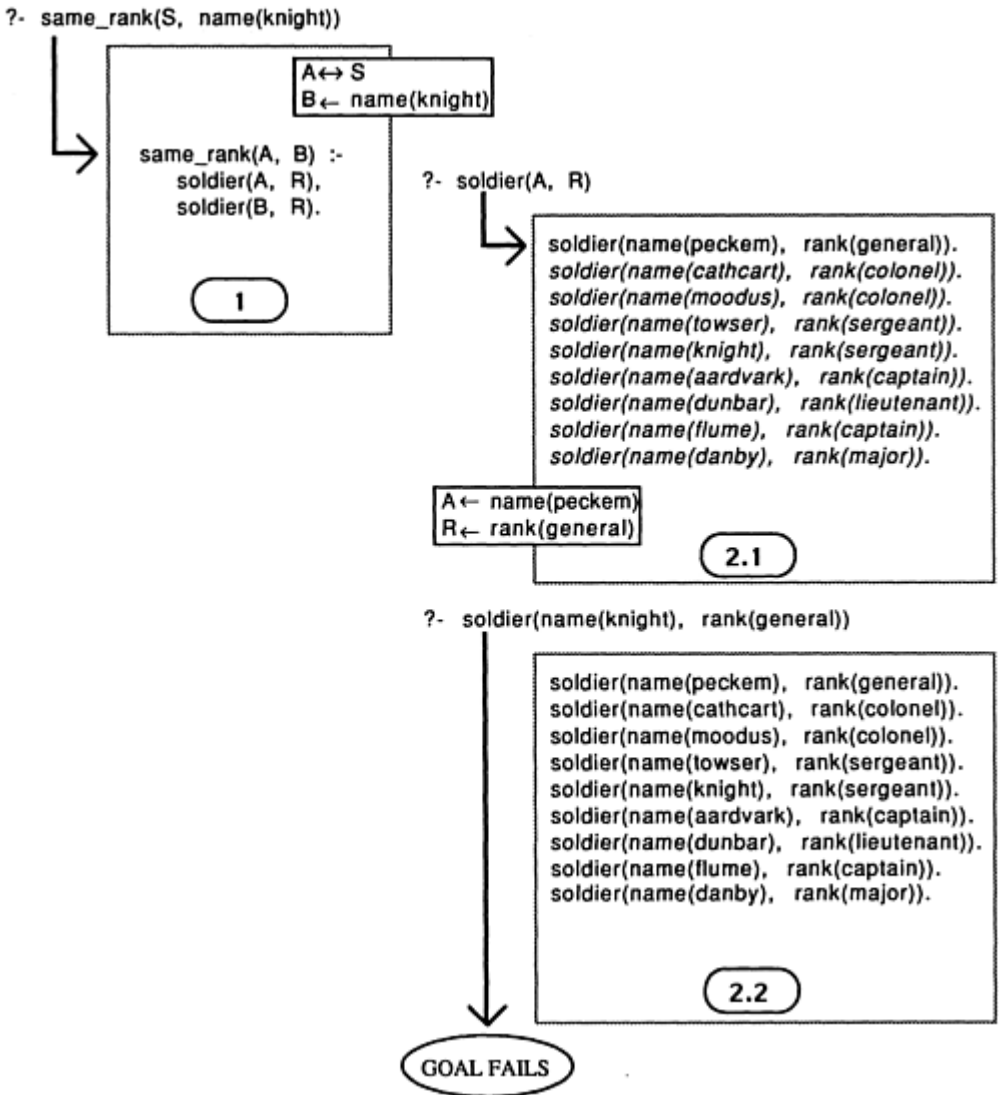 ?- same_rank(S, name(knight))
A↔ S
B← name(knight)
same_rank(A, B) :-
soldier(A, R),
soldier(B, R).
1
?- soldier(A, R)
soldier(name(peckem), rank(general)).
soldier(name(cathcart), rank(colonel)).
soldier(name(moodus), rank(colonel)).
soldier(name(towser), rank(sergeant)).
soldier(name(knight), rank(sergeant)).
soldier(name(aardvark), rank(captain)).
soldier(name(dunbar), rank(lieutenant)).
soldier(name(flume), rank(captain)).
soldier(name(danby), rank(major)).
A← name(peckem)
R← rank(general)
2.1
?- soldier(name(knight), rank(general))
soldier(name(peckem), rank(general)).
soldier(name(cathcart), rank(colonel)).
soldier(name(moodus), rank(colonel)).
soldier(name(towser), rank(sergeant)).
soldier(name(knight), rank(sergeant)).
soldier(name(aardvark), rank(captain)).
soldier(name(dunbar), rank(lieutenant)).
soldier(name(flume), rank(captain)).
soldier(name(danby), rank(major)).
2.2
GOAL FAILS